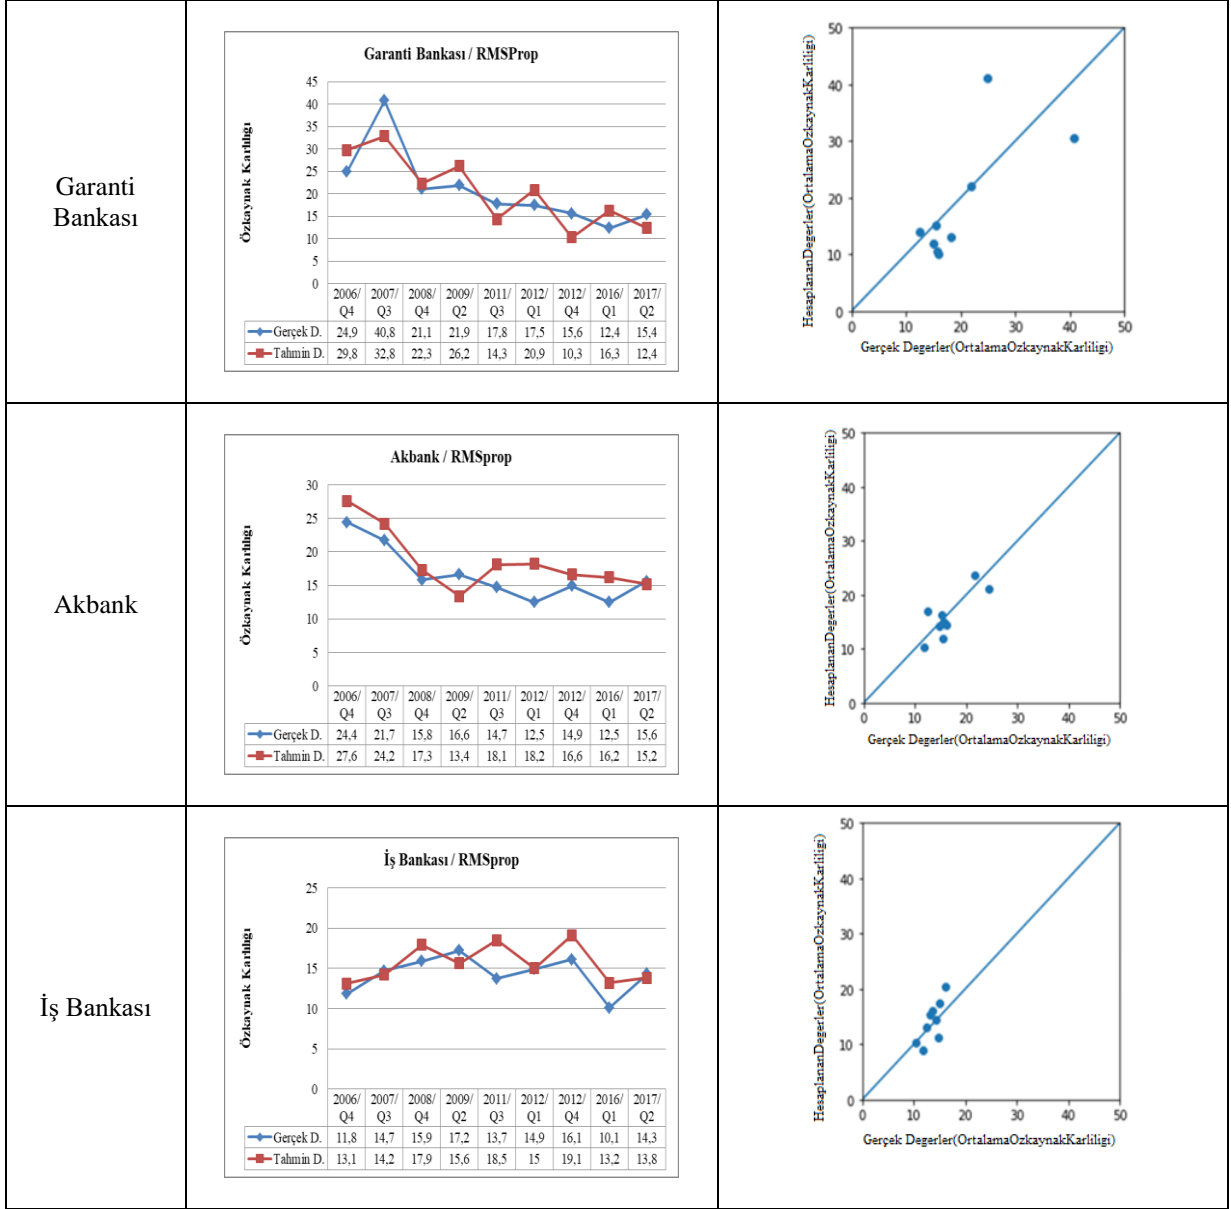 Garanti
Bankası
Garanti Bankası / RMSProp
Özkaynak Karlılığı
45
40
35
30
25
20
15
10
5
0
2006/ 2007/ 2008/ 2009/ 2011/ 2012/ 2012/ 2016/ 2017/
Q4 Q3 Q4 Q2 Q3 Q1 Q4 Q1 Q2
Gerçek D. 24,9 40,8 21,1 21,9 17,8 17,5 15,6 12,4 15,4
Tahmin D. 29,8 32,8 22,3 26,2 14,3 20,9 10,3 16,3 12,4
HesaplananDegerler(OrtalamaOzkaynakKarliligi)
50
40
30
20
10
0
0 10 20 30 40 50
Gerçek Degerler(OrtalamaOzkaynakKarliligi)
Akbank
Akbank / RMSprop
Özkaynak Karlılığı
30
25
20
15
10
5
0
2006/ 2007/ 2008/ 2009/ 2011/ 2012/ 2012/ 2016/ 2017/
Q4 Q3 Q4 Q2 Q3 Q1 Q4 Q1 Q2
Gerçek D. 24,4 21,7 15,8 16,6 14,7 12,5 14,9 12,5 15,6
Tahmin D. 27,6 24,2 17,3 13,4 18,1 18,2 16,6 16,2 15,2
HesaplananDegerler(OrtalamaOzkaynakKarliligi)
50
40
30
20
10
0
0 10 20 30 40 50
Gerçek Degerler(OrtalamaOzkaynakKarliligi)
İş Bankası
İş Bankası / RMSprop
Özkaynak Karlılığı
25
20
15
10
5
0
2006/ 2007/ 2008/ 2009/ 2011/ 2012/ 2012/ 2016/ 2017/
Q4 Q3 Q4 Q2 Q3 Q1 Q4 Q1 Q2
Gerçek D. 11,8 14,7 15,9 17,2 13,7 14,9 16,1 10,1 14,3
Tahmin D. 13,1 14,2 17,9 15,6 18,5 15 19,1 13,2 13,8
HesaplananDegerler(OrtalamaOzkaynakKarliligi)
50
40
30
20
10
0
0 10 20 30 40 50
Gerçek Degerler(OrtalamaOzkaynakKarliligi)